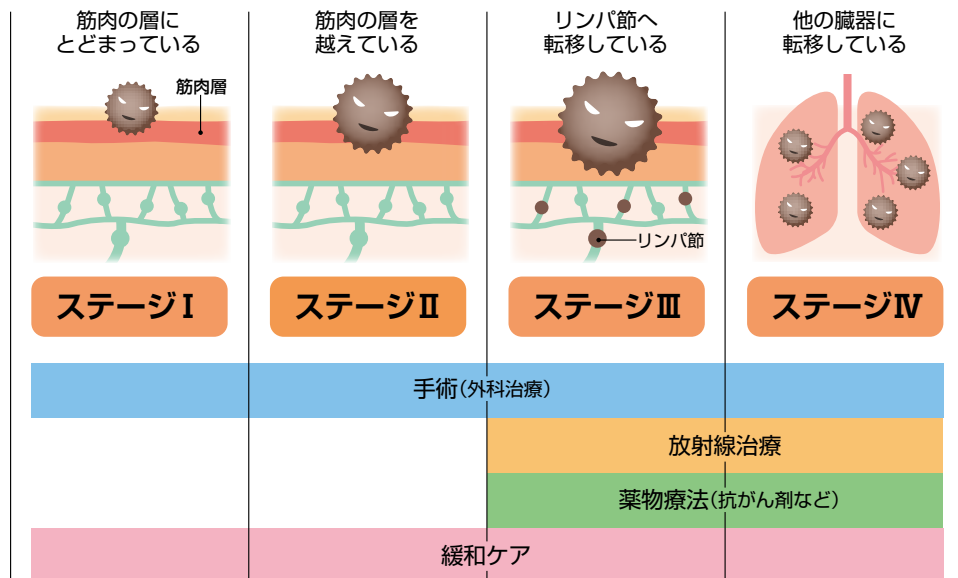 筋肉の層に
とどまっている
筋肉の層を
越えている
リンパ節へ
転移している
他の臓器に
転移している
筋肉層
リンパ節
ステージⅠ
ステージⅡ
ステージⅢ
ステージⅣ
手術(外科治療)
放射線治療
薬物療法(抗がん剤など)
緩和ケア